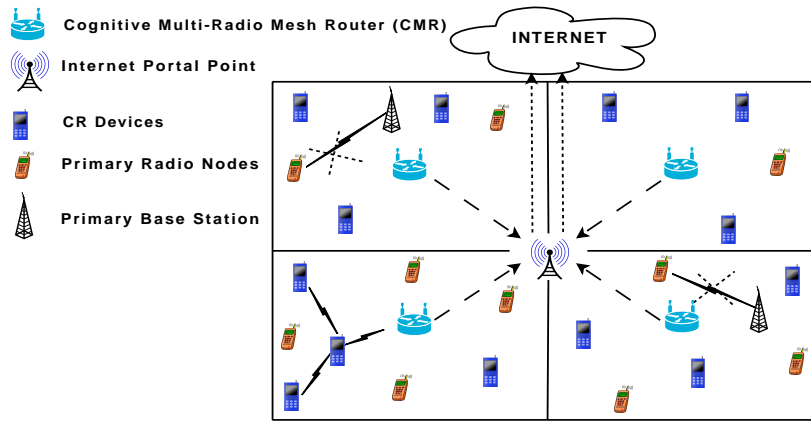 Cognitive Multi-Radio Mesh Router (CMR)
INTERNET
Internet Portal Point
CR Devices
Primary Radio Nodes
Primary Base Station